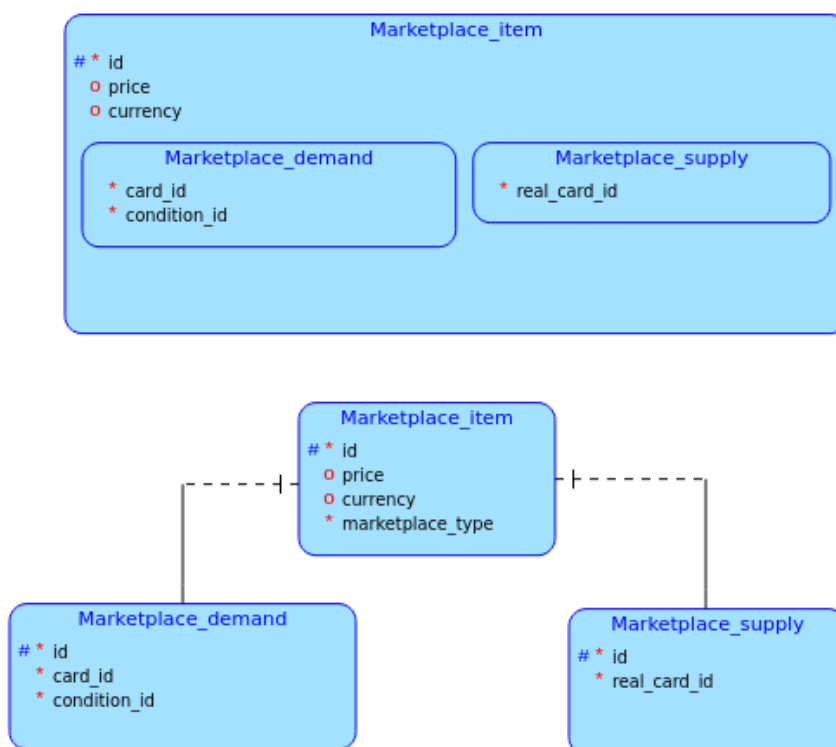 Marketplace_item
# * id
o price
o currency
Marketplace_demand
* card_id
* condition_id
Marketplace_supply
* real_card_id
Marketplace_item
# * id
o price
o currency
* marketplace_type
Marketplace_demand
# * id
* card_id
* condition_id
Marketplace_supply
# * id
* real_card_id